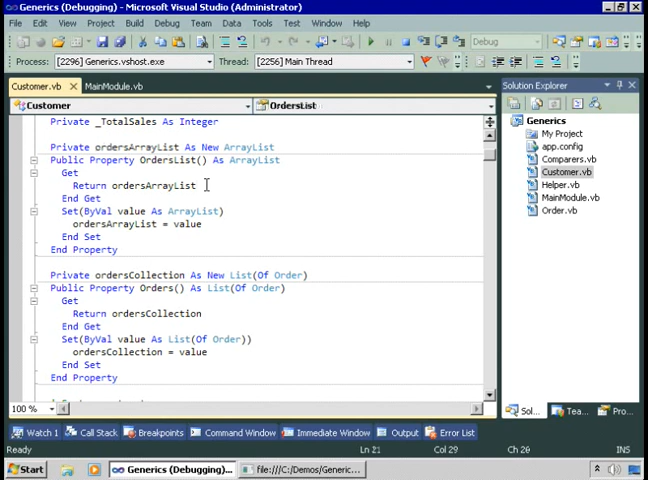 Generics (Debugging) - Microsoft Visual Studio (Administrator)
File Edit View Project Build Debug Team Data Tools Test Window Help
Debug
Process: [2296] Generics.vshost.exe Thread: [2256] Main Thread
Customer.vb MainModule.vb
Customer OrdersList
Private _TotalSales As Integer
Private ordersArrayList As New ArrayList
Public Property OrdersList() As ArrayList
Get
Return ordersArrayList
End Get
Set(ByVal value As ArrayList)
ordersArrayList = value
End Set
End Property
Private ordersCollection As New List(Of Order)
Public Property Orders() As List(Of Order)
Get
Return ordersCollection
End Get
Set(ByVal value As List(Of Order))
ordersCollection = value
End Set
End Property
100 %
Solution Explorer
Generics
My Project
app.config
Comparers.vb
Customer.vb
Helper.vb
MainModule.vb
Order.vb
Sol... Tea... Pro...
Watch 1 Call Stack Breakpoints Command Window Immediate Window Output Error List
Ready Ln 21 Col 29 Ch 20 INS
Start Generics (Debugging)... file:///C:/Demos/Generic...